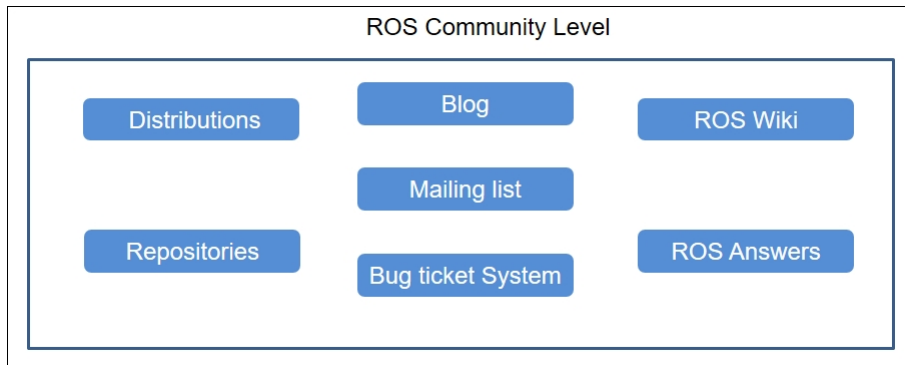 ROS Community Level
Distributions
Blog
ROS Wiki
Mailing list
Repositories
Bug ticket System
ROS Answers